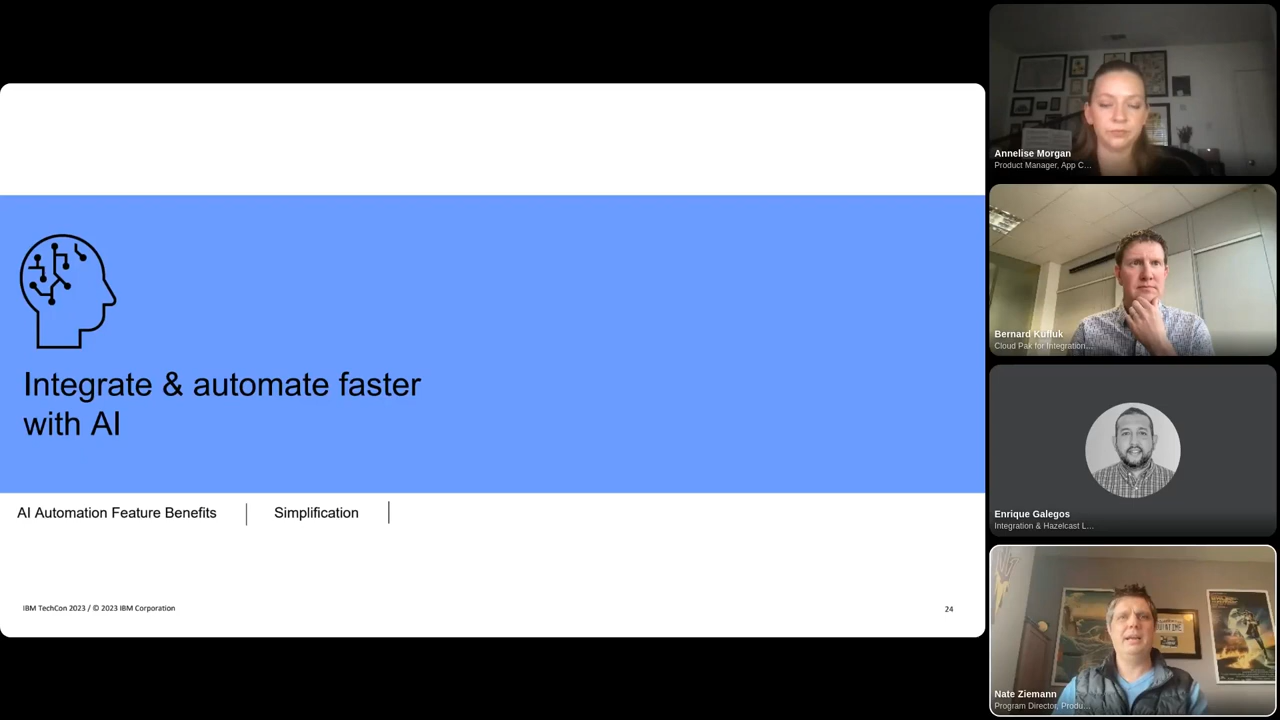 Integrate & automate faster
with AI
AI Automation Feature Benefits
Simplification
IBM TechCon 2023 / © 2023 IBM Corporation
24
Annelise Morgan
Product Manager, App C...
Bernard Kufluk
Cloud Pak for Integration...
Enrique Galegos
Integration & Hazelcast L...
Nate Ziemann
Program Director, Produ...